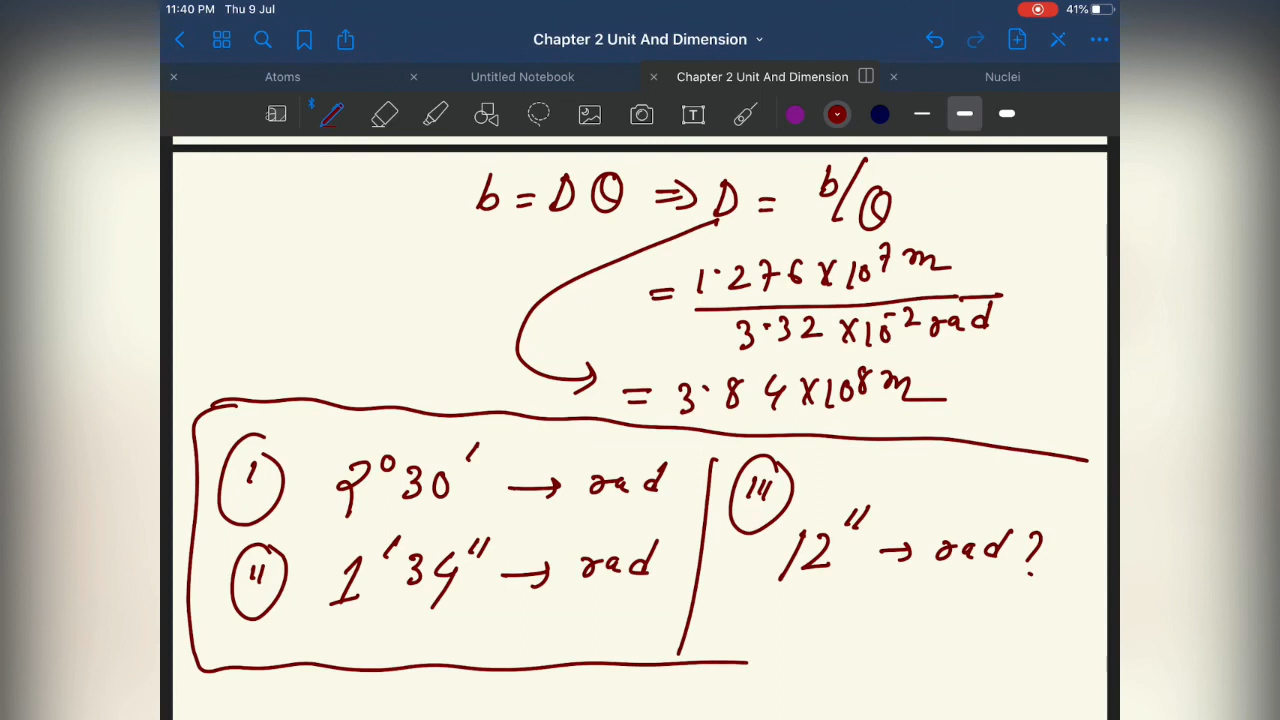 11:40 PM Thu 9 Jul 41%
Chapter 2 Unit And Dimension
Atoms Untitled Notebook Chapter 2 Unit And Dimension Nuclei
T
b = Dθ ⇒ D = b/θ
= 1.276 × 10⁷ m
3.32 × 10⁻² rad
= 3.84 × 10⁸ m
I 2° 30′ → rad
II 1′ 34″ → rad
III
12″ → rad ?